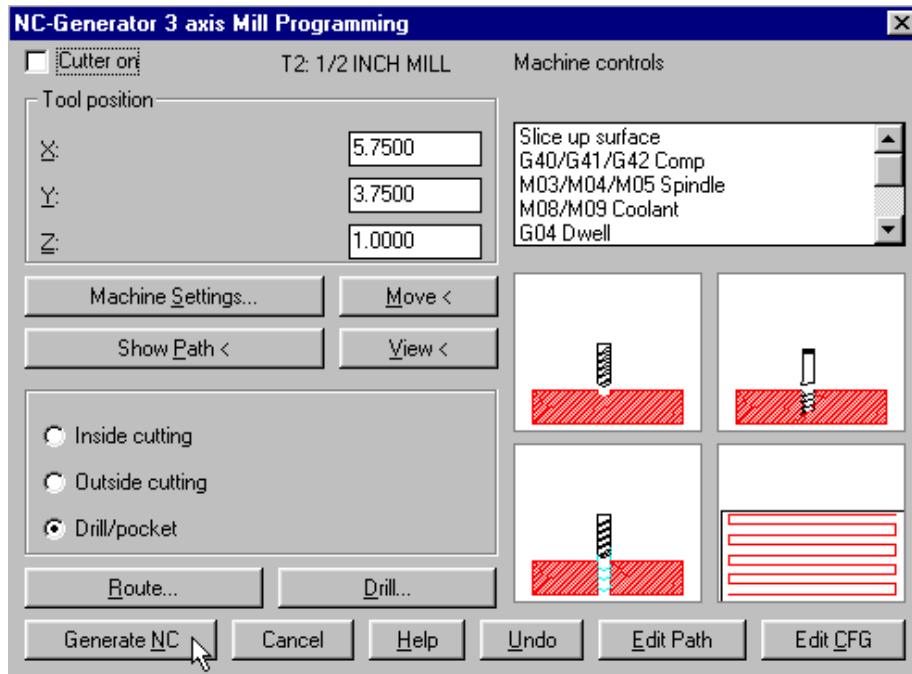 NC-Generator 3 axis Mill Programming
Cutter on
T2: 1/2 INCH MILL
Machine controls
Tool position
X:
5.7500
Y:
3.7500
Z:
1.0000
Slice up surface
G40/G41/G42 Comp
M03/M04/M05 Spindle
M08/M09 Coolant
G04 Dwell
Machine Settings...
Move <
Show Path <
View <
Inside cutting
Outside cutting
Drill/pocket
Route...
Drill...
Generate NC
Cancel
Help
Undo
Edit Path
Edit CFG